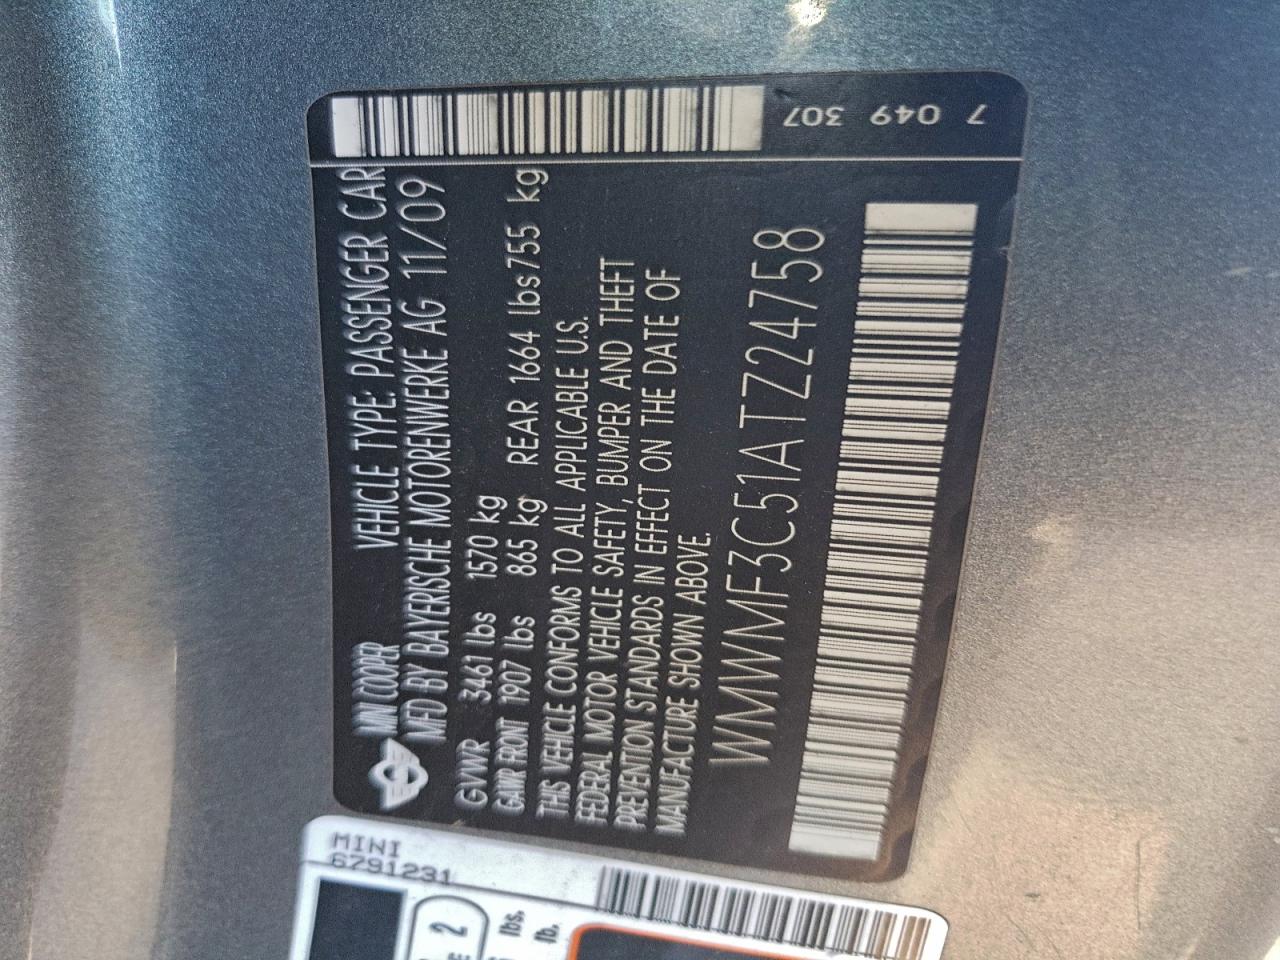 MINI COOPER VEHICLE TYPE: PASSENGER CAR
MFD BY BAYERISCHE MOTORENWERKE AG 11/09
GVWR 3461 lbs 1570 kg
GAWR FRONT 1907 lbs 865 kg REAR 1664 lbs 755 kg
THIS VEHICLE CONFORMS TO ALL APPLICABLE U.S.
FEDERAL MOTOR VEHICLE SAFETY, BUMPER AND THEFT
PREVENTION STANDARDS IN EFFECT ON THE DATE OF
MANUFACTURE SHOWN ABOVE.
WMWMF3C51ATZ24758
7 049 307
MINI
6791231
2
lbs.
lb.